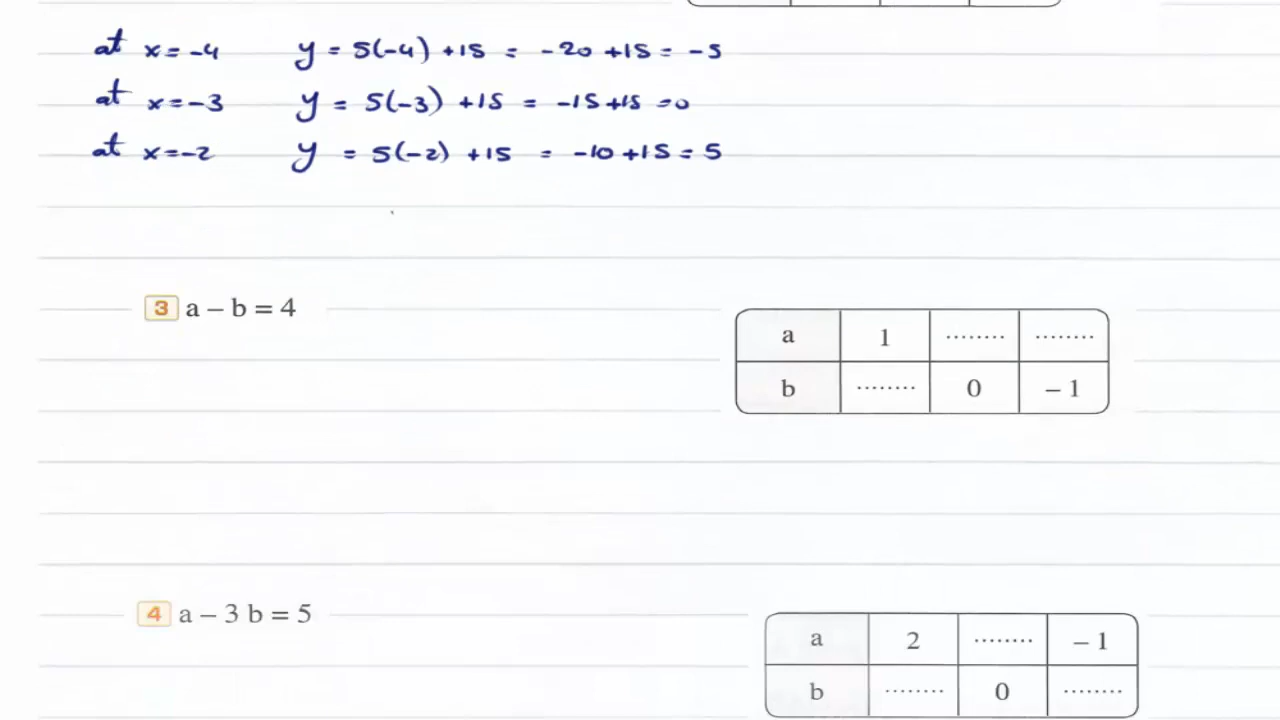 at x = -4 y = 5(-4) +15 = -20 +15 = -5
at x = -3 y = 5(-3) +15 = -15 +15 = 0
at x = -2 y = 5(-2) +15 = -10 +15 = 5
3 a – b = 4
a 1 ........ ........
b ........ 0 – 1
4 a – 3 b = 5
a 2 ........ – 1
b ........ 0 ........